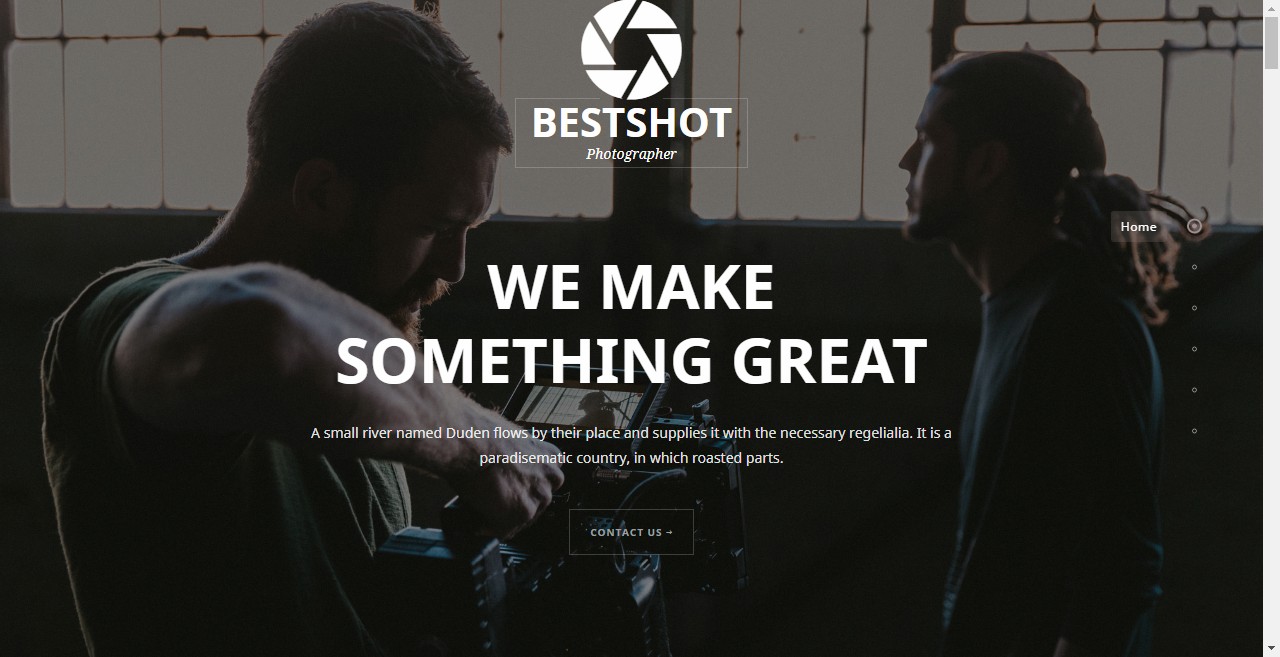 BESTSHOT
Photographer
Home
WE MAKE
SOMETHING GREAT
A small river named Duden flows by their place and supplies it with the necessary regelialia. It is a
paradisematic country, in which roasted parts.
CONTACT US →